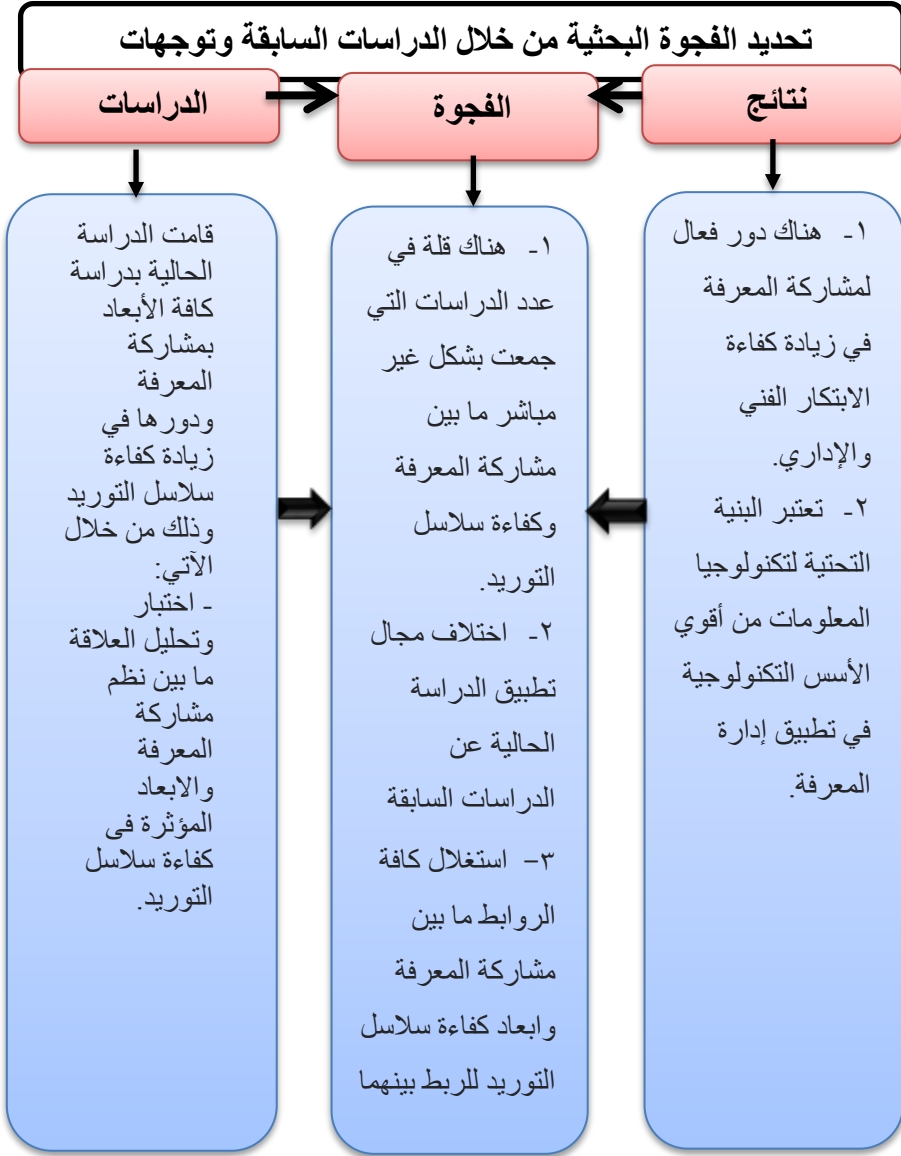 تحديد الفجوة البحثية من خلال الدراسات السابقة وتوجهات
نتائج
الفجوة
الدراسات
١- هناك دور فعال
لمشاركة المعرفة
في زيادة كفاءة
الابتكار الفني
والإداري.
٢- تعتبر البنية
التحتية لتكنولوجيا
المعلومات من أقوي
الأسس التكنولوجية
في تطبيق إدارة
المعرفة.
١- هناك قلة في
عدد الدراسات التي
جمعت بشكل غير
مباشر ما بين
مشاركة المعرفة
وكفاءة سلاسل
التوريد.
٢- اختلاف مجال
تطبيق الدراسة
الحالية عن
الدراسات السابقة
٣- استغلال كافة
الروابط ما بين
مشاركة المعرفة
وابعاد كفاءة سلاسل
التوريد للربط بينهما
قامت الدراسة
الحالية بدراسة
كافة الأبعاد
بمشاركة
المعرفة
ودورها في
زيادة كفاءة
سلاسل التوريد
وذلك من خلال
الآتي:
- اختبار
وتحليل العلاقة
ما بين نظم
مشاركة
المعرفة
والابعاد
المؤثرة فى
كفاءة سلاسل
التوريد.